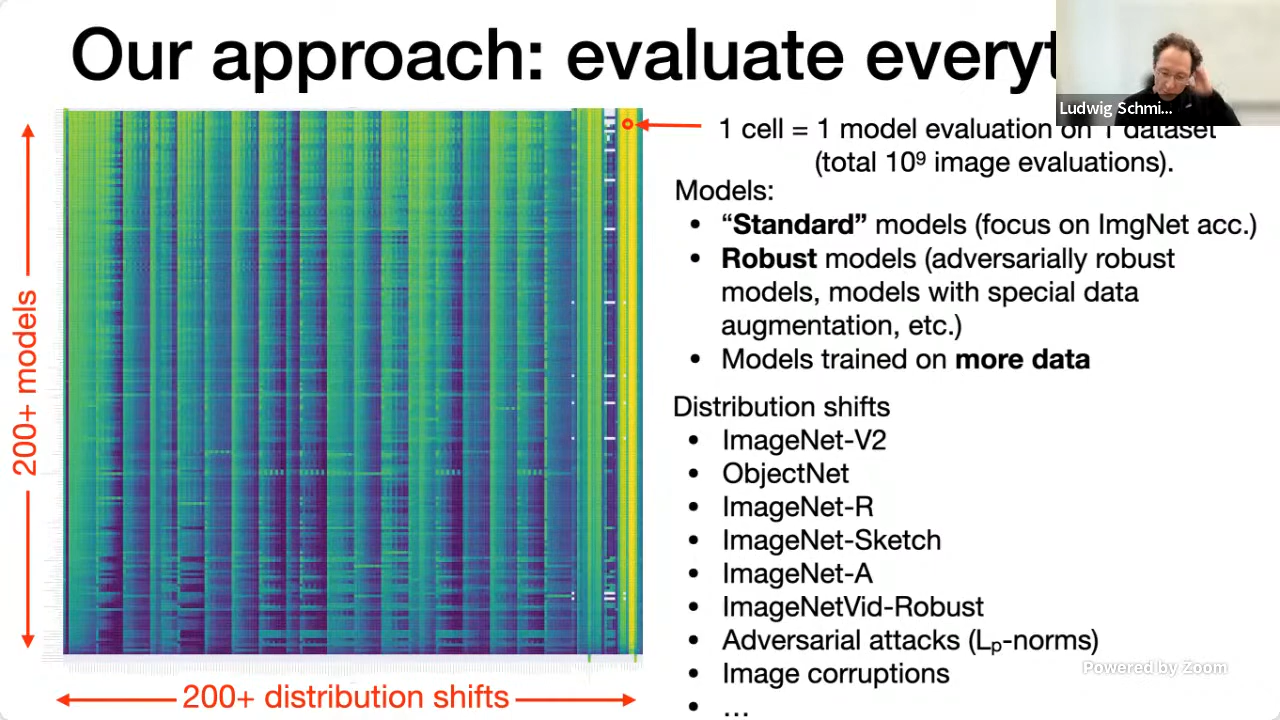 Our approach: evaluate everyt
Ludwig Schmi...
1 cell = 1 model evaluation on 1 dataset
(total 10⁹ image evaluations).
Models:
• “Standard” models (focus on ImgNet acc.)
• Robust models (adversarially robust
models, models with special data
augmentation, etc.)
• Models trained on more data
Distribution shifts
• ImageNet-V2
• ObjectNet
• ImageNet-R
• ImageNet-Sketch
• ImageNet-A
• ImageNetVid-Robust
• Adversarial attacks (Lₚ-norms)
• Image corruptions
• ...
200+ models
200+ distribution shifts
Powered by Zoom